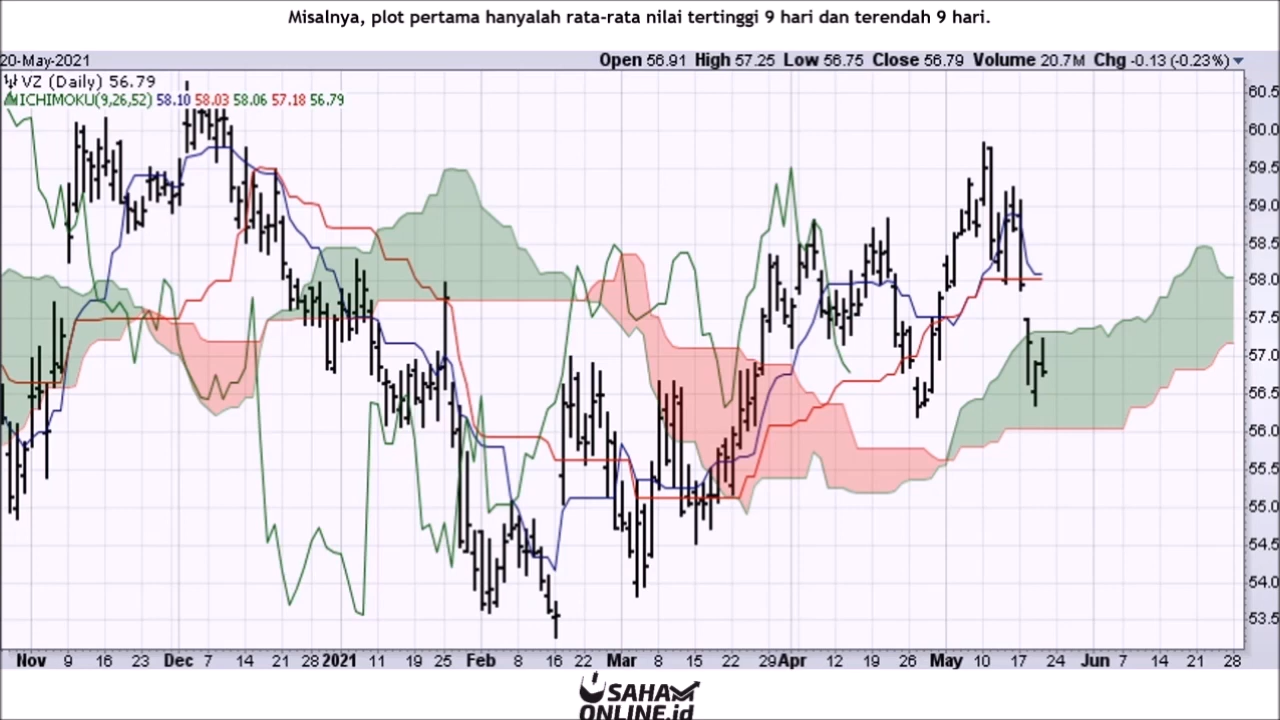 Misalnya, plot pertama hanyalah rata-rata nilai tertinggi 9 hari dan terendah 9 hari.
20-May-2021 Open 56.91 High 57.25 Low 56.75 Close 56.79 Volume 20.7M Chg -0.13 (-0.23%)
VZ (Daily) 56.79
ICHIMOKU(9,26,52) 58.10 58.03 58.06 57.18 56.79
60.5
60.0
59.5
59.0
58.5
58.0
57.5
57.0
56.5
56.0
55.5
55.0
54.5
54.0
53.5
Nov 9 16 23 Dec 7 14 21 28 2021 11 19 25 Feb 8 16 22 Mar 8 15 22 29 Apr 12 19 26 May 10 17 24 Jun 7 14 21 28
SAHAM
ONLINE.id